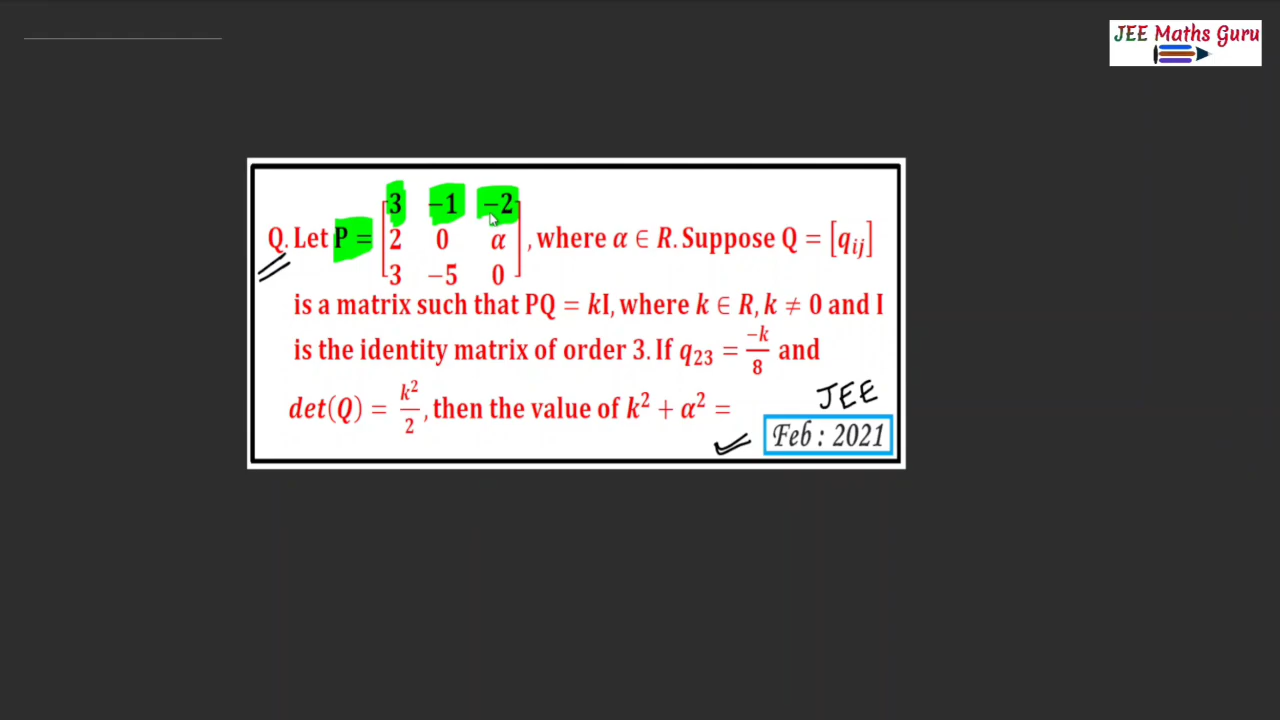 JEE Maths Guru
3 −1 −2
Q. Let P = [2 0 α] , where α ∈ R. Suppose Q = [qᵢⱼ]
3 −5 0
is a matrix such that PQ = kI, where k ∈ R, k ≠ 0 and I
is the identity matrix of order 3. If q₂₃ = −k/8 and
det(Q) = k²/2, then the value of k² + α² =
JEE
Feb : 2021